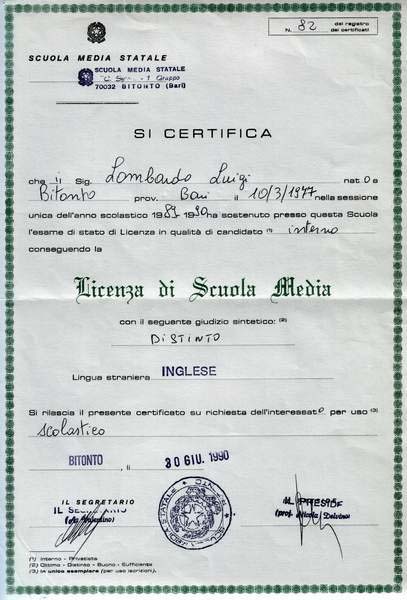 N. 82 del registro dei certificati
SCUOLA MEDIA STATALE
SCUOLA MEDIA STATALE
1° Gruppo
70032 BITONTO (Bari)
SI CERTIFICA
che il Sig. Lombardo Luigi nato a
Bitonto prov. Bari il 10/3/1977 nella sessione
unica dell'anno scolastico 1989-1990 ha sostenuto presso questa Scuola
l'esame di stato di Licenza in qualità di candidato (1) interno
conseguendo la
Licenza di Scuola Media
con il seguente giudizio sintetico: (2)
DISTINTO
Lingua straniera INGLESE
Si rilascia il presente certificato su richiesta dell'interessato per uso (3)
scolastico
BITONTO, il 30 GIU. 1990
IL SEGRETARIO
IL PRESIDE
(1) Interno - Privatista
(2) Ottimo - Distinto - Buono - Sufficiente
(3) In unico esemplare (per uso iscrizioni).